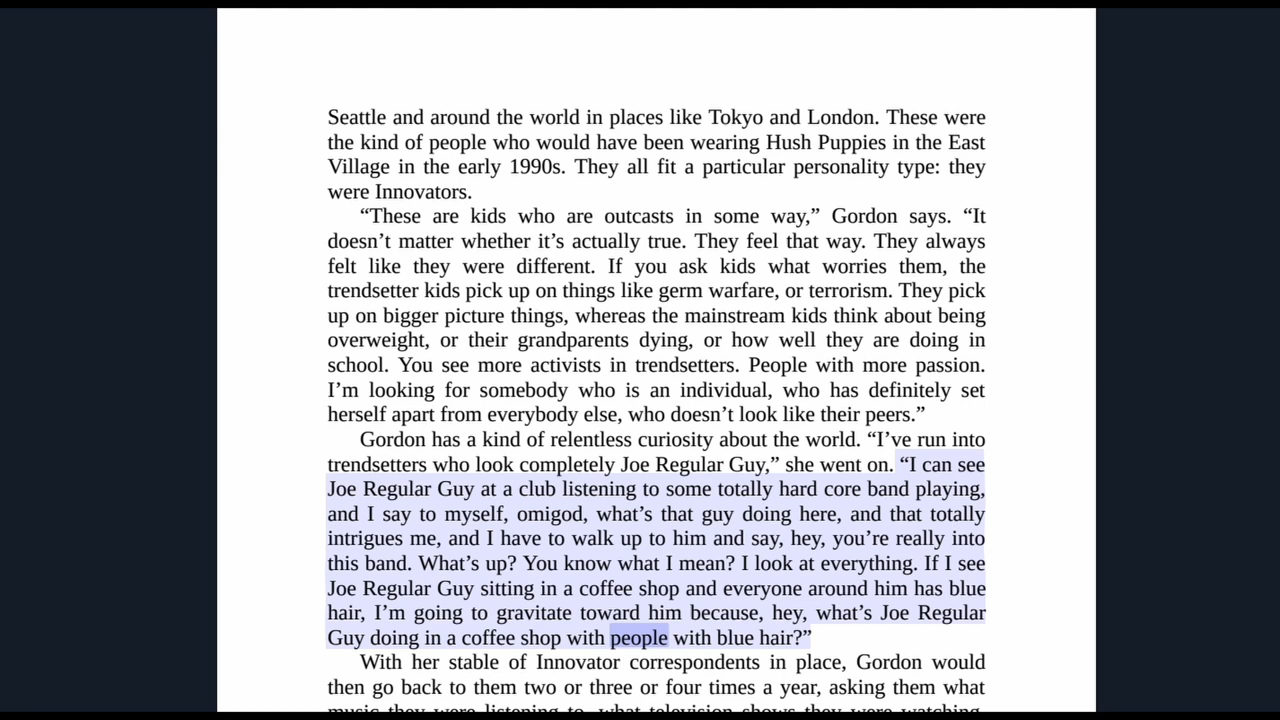 Seattle and around the world in places like Tokyo and London. These were
the kind of people who would have been wearing Hush Puppies in the East
Village in the early 1990s. They all fit a particular personality type: they
were Innovators.
“These are kids who are outcasts in some way,” Gordon says. “It
doesn’t matter whether it’s actually true. They feel that way. They always
felt like they were different. If you ask kids what worries them, the
trendsetter kids pick up on things like germ warfare, or terrorism. They pick
up on bigger picture things, whereas the mainstream kids think about being
overweight, or their grandparents dying, or how well they are doing in
school. You see more activists in trendsetters. People with more passion.
I’m looking for somebody who is an individual, who has definitely set
herself apart from everybody else, who doesn’t look like their peers.”
Gordon has a kind of relentless curiosity about the world. “I’ve run into
trendsetters who look completely Joe Regular Guy,” she went on. “I can see
Joe Regular Guy at a club listening to some totally hard core band playing,
and I say to myself, omigod, what’s that guy doing here, and that totally
intrigues me, and I have to walk up to him and say, hey, you’re really into
this band. What’s up? You know what I mean? I look at everything. If I see
Joe Regular Guy sitting in a coffee shop and everyone around him has blue
hair, I’m going to gravitate toward him because, hey, what’s Joe Regular
Guy doing in a coffee shop with people with blue hair?”
With her stable of Innovator correspondents in place, Gordon would
then go back to them two or three or four times a year, asking them what
music they were listening to, what television shows they were watching,